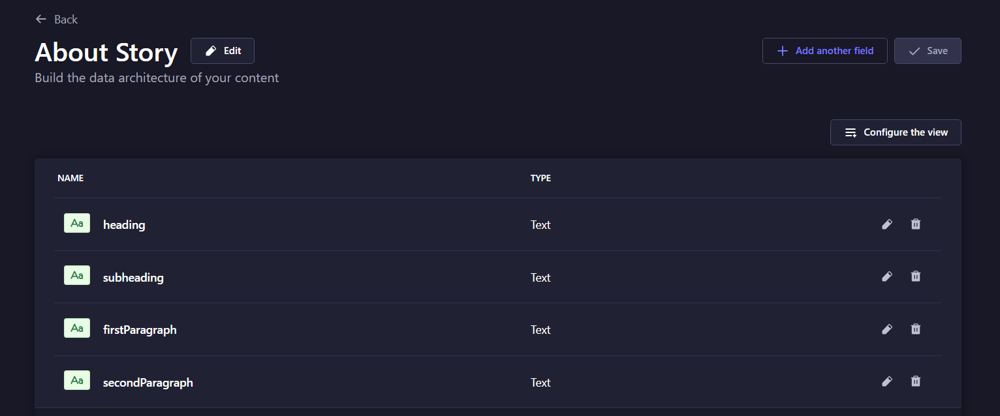 Back
About Story
Edit
Add another field
Save
Build the data architecture of your content
Configure the view
NAME TYPE
Aa heading Text
Aa subheading Text
Aa firstParagraph Text
Aa secondParagraph Text